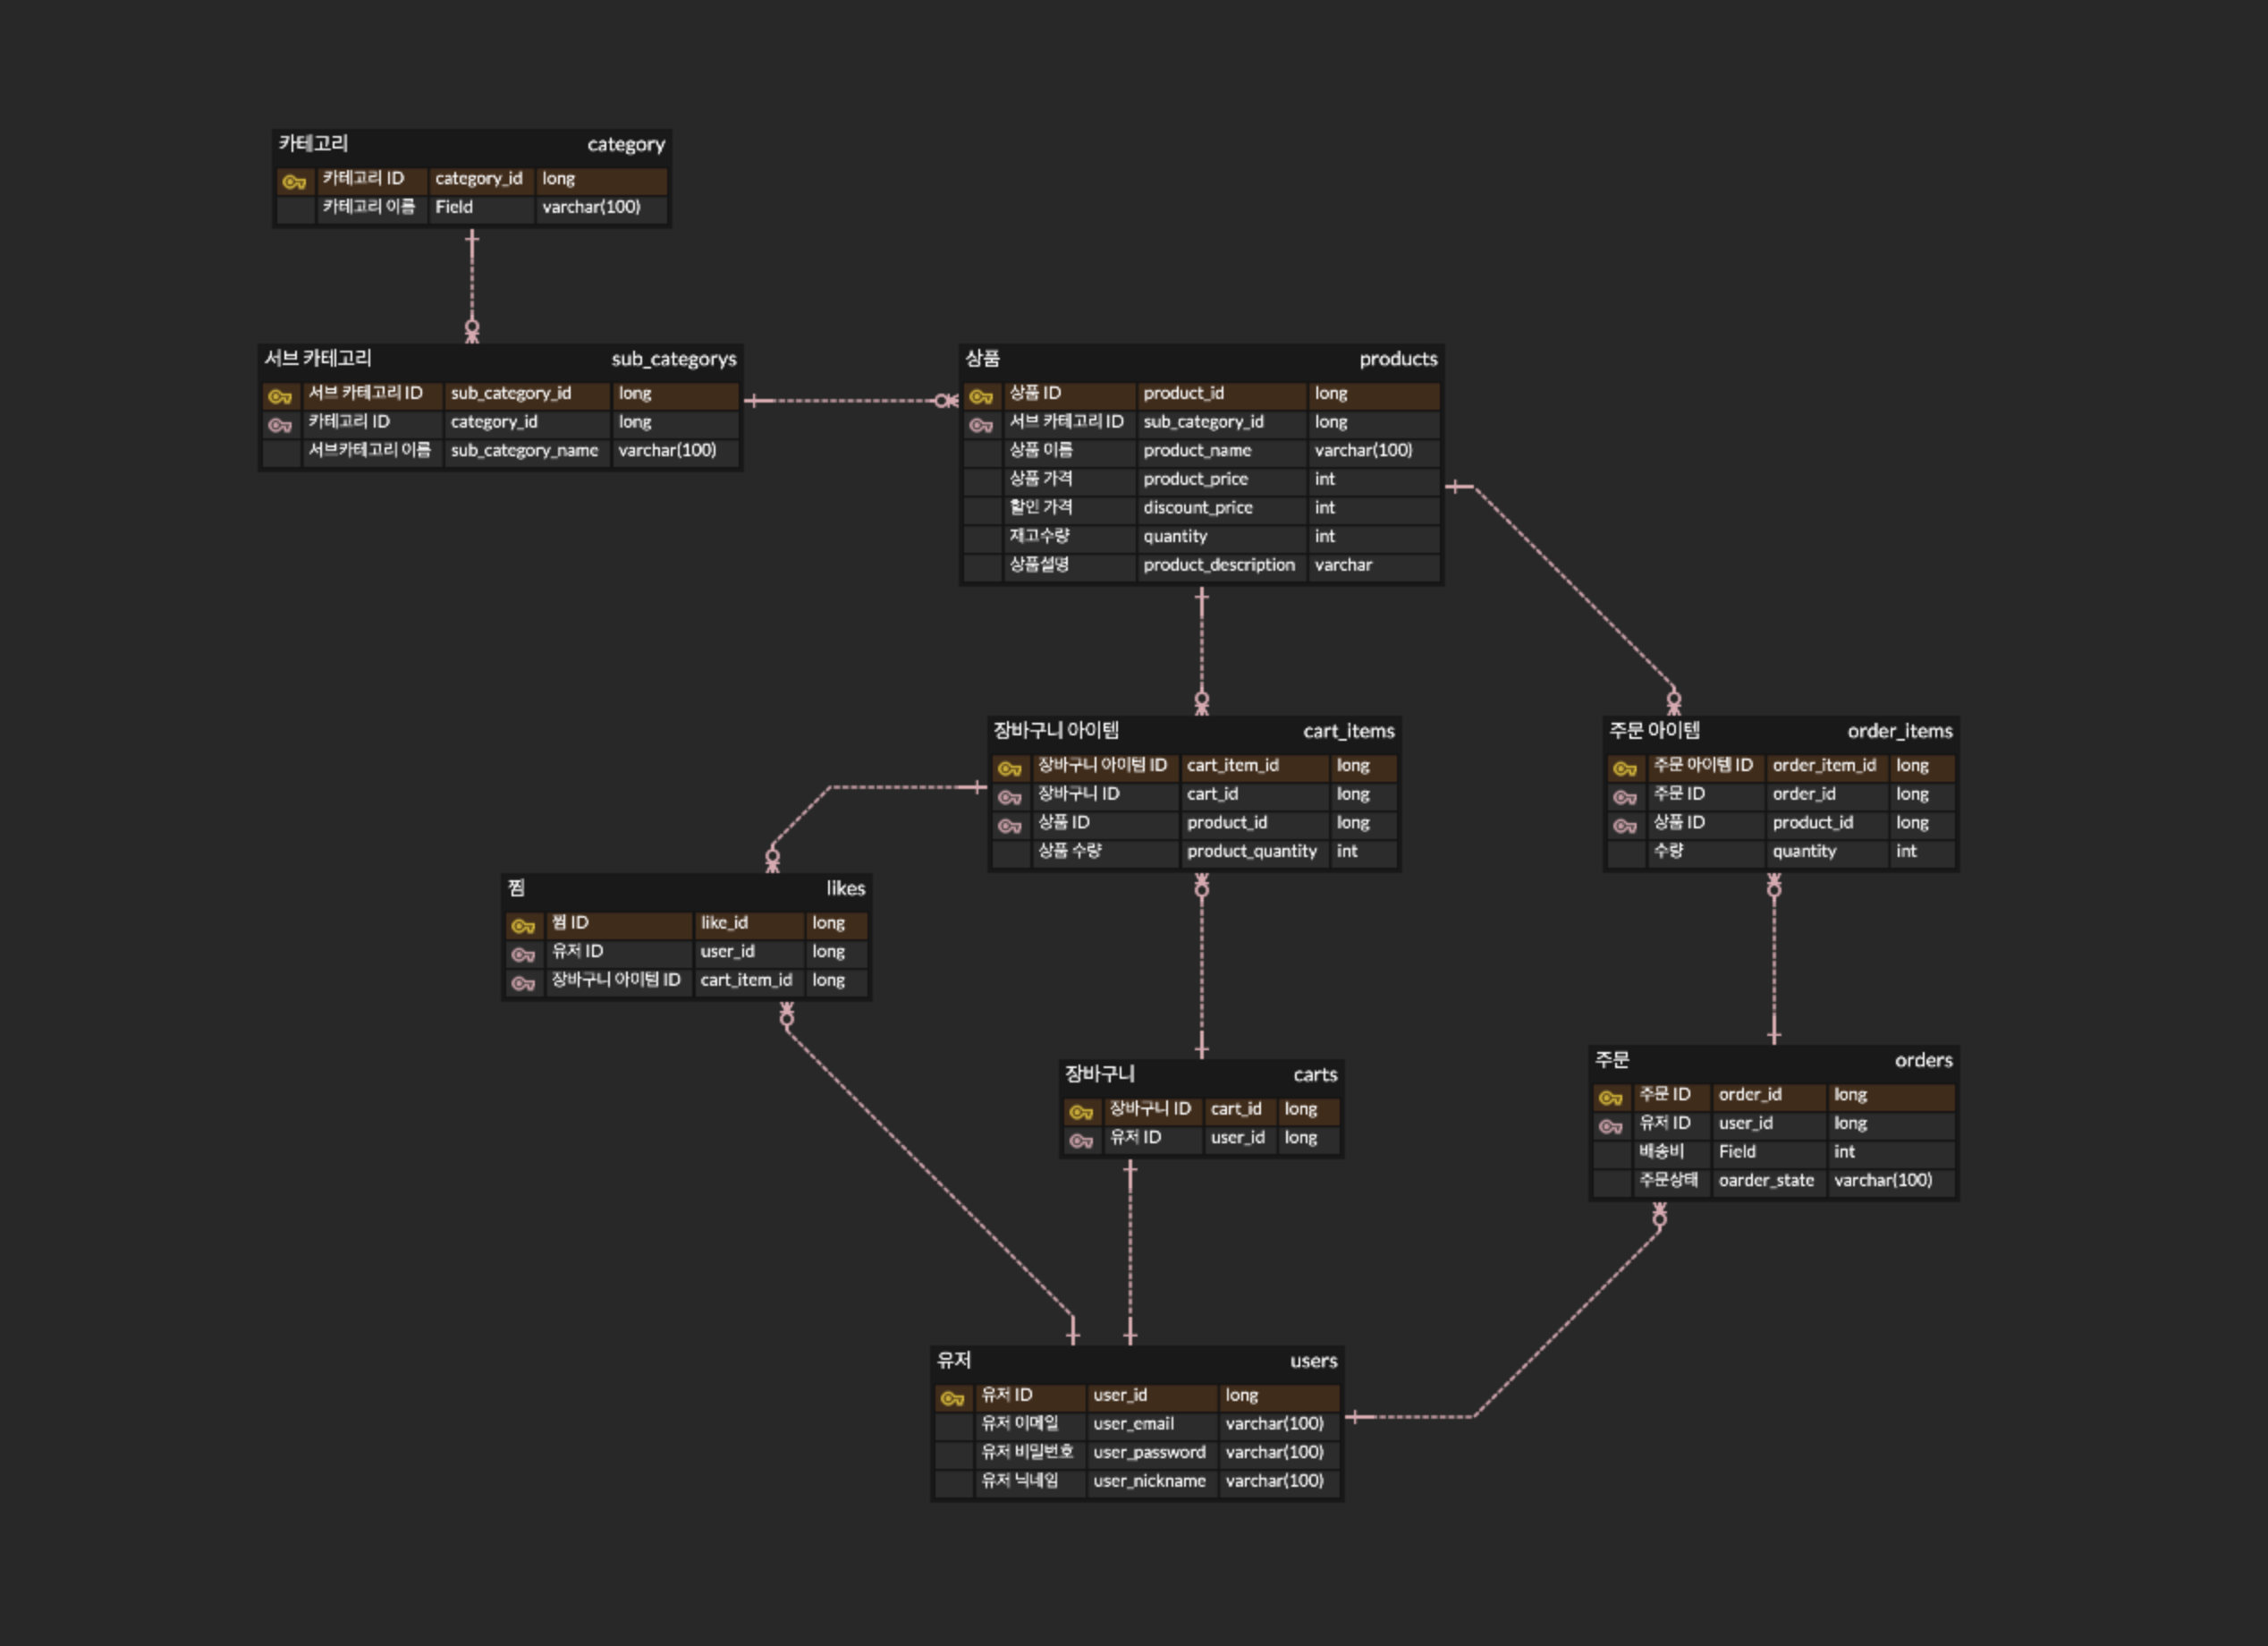 카테고리 category
카테고리 ID category_id long
카테고리 이름 Field varchar(100)
서브 카테고리 sub_categorys
서브 카테고리 ID sub_category_id long
카테고리 ID category_id long
서브카테고리 이름 sub_category_name varchar(100)
상품 products
상품 ID product_id long
서브 카테고리 ID sub_category_id long
상품 이름 product_name varchar(100)
상품 가격 product_price int
할인 가격 discount_price int
재고수량 quantity int
상품설명 product_description varchar
장바구니 아이템 cart_items
장바구니 아이템 ID cart_item_id long
장바구니 ID cart_id long
상품 ID product_id long
상품 수량 product_quantity int
주문 아이템 order_items
주문 아이템 ID order_item_id long
주문 ID order_id long
상품 ID product_id long
수량 quantity int
찜 likes
찜 ID like_id long
유저 ID user_id long
장바구니 아이템 ID cart_item_id long
장바구니 carts
장바구니 ID cart_id long
유저 ID user_id long
주문 orders
주문 ID order_id long
유저 ID user_id long
배송비 Field int
주문상태 oarder_state varchar(100)
유저 users
유저 ID user_id long
유저 이메일 user_email varchar(100)
유저 비밀번호 user_password varchar(100)
유저 닉네임 user_nickname varchar(100)